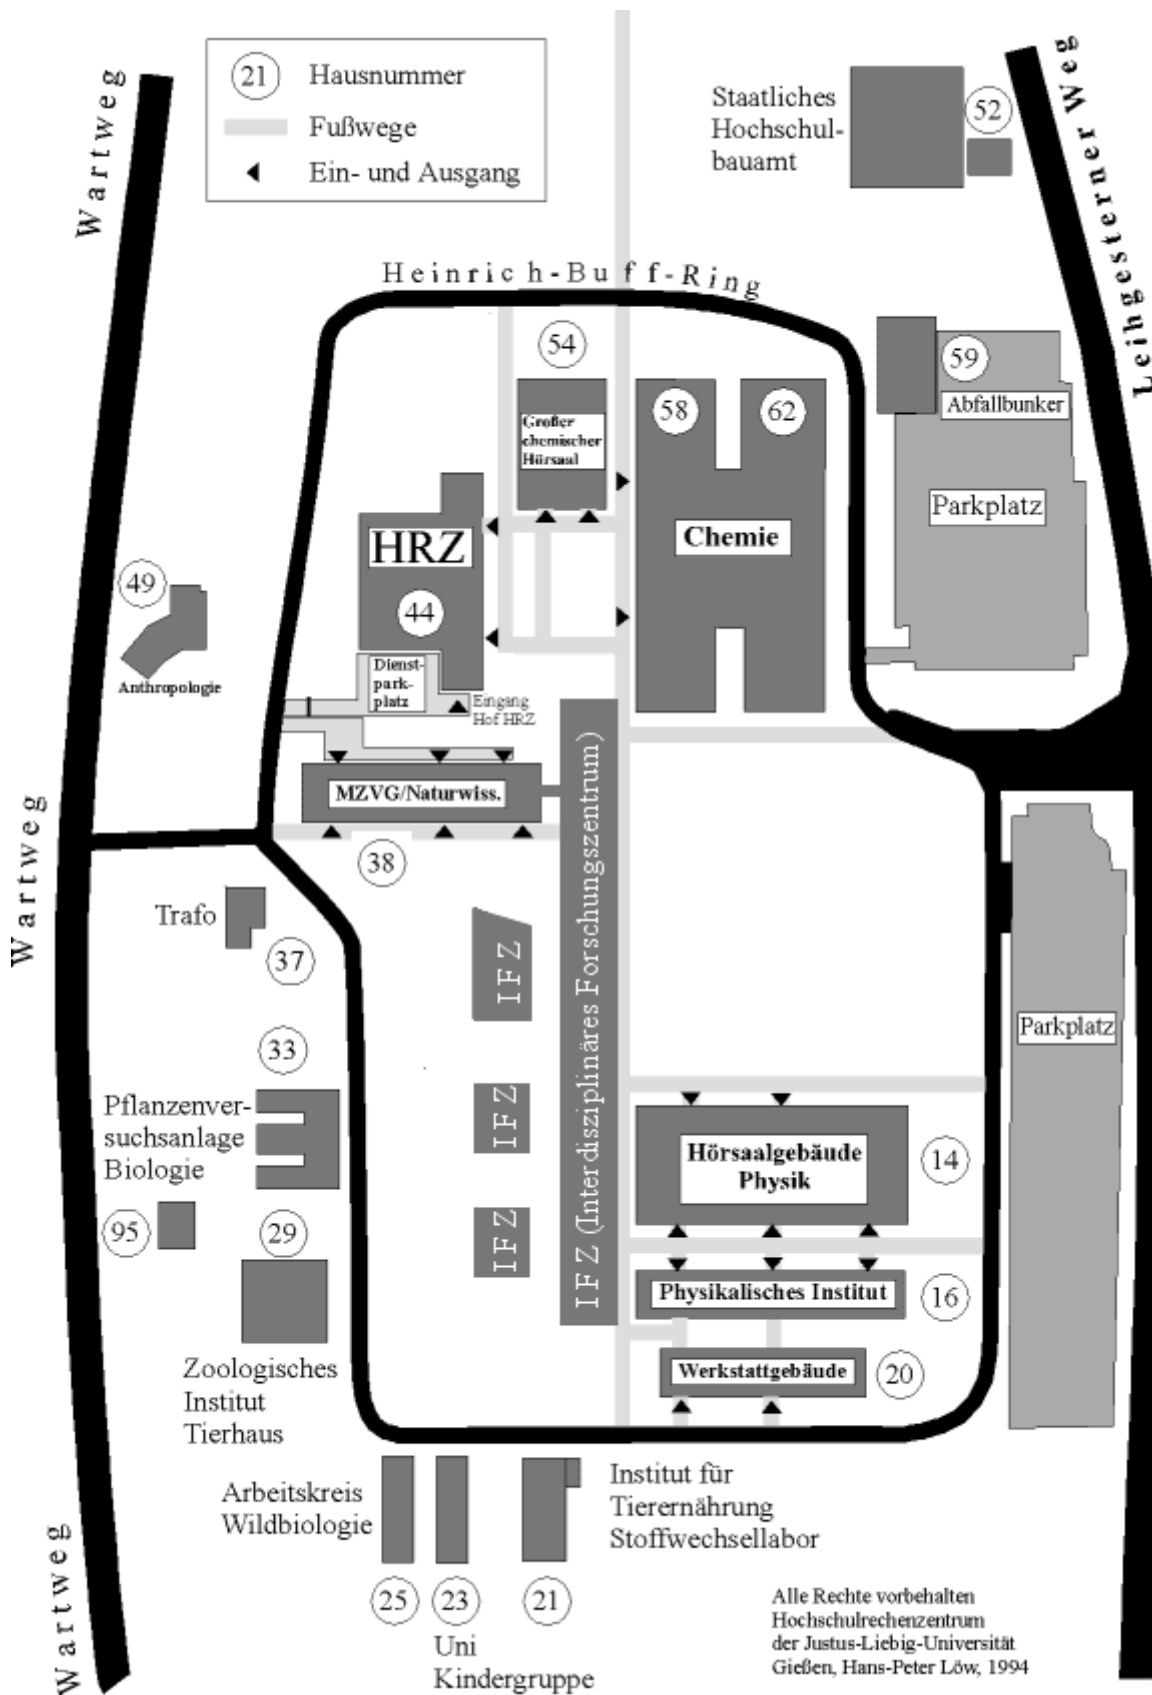 Wartweg
21 Hausnummer
Fußwege
Ein- und Ausgang
Staatliches
Hochschul-
bauamt
52
Leihgesterner Weg
Heinrich-Buff-Ring
54
Großer
chemischer
Hörsaal
58
62
59
Abfallbunker
Parkplatz
HRZ
Chemie
49
44
Anthropologie
Dienst-
park-
platz
Eingang
Hof HRZ
MZVG/Naturwiss.
IFZ (Interdisziplinäres Forschungszentrum)
Wartweg
38
Trafo
37
IFZ
33
Parkplatz
Pflanzenver-
suchsanlage
Biologie
IFZ
Hörsaalgebäude
Physik
14
95
29
IFZ
Physikalisches Institut
16
Zoologisches
Institut
Tierhaus
Werkstattgebäude
20
Arbeitskreis
Wildbiologie
Institut für
Tierernährung
Stoffwechsellabor
Wartweg
25
23
21
Uni
Kindergruppe
Alle Rechte vorbehalten
Hochschulrechenzentrum
der Justus-Liebig-Universität
Gießen, Hans-Peter Löw, 1994